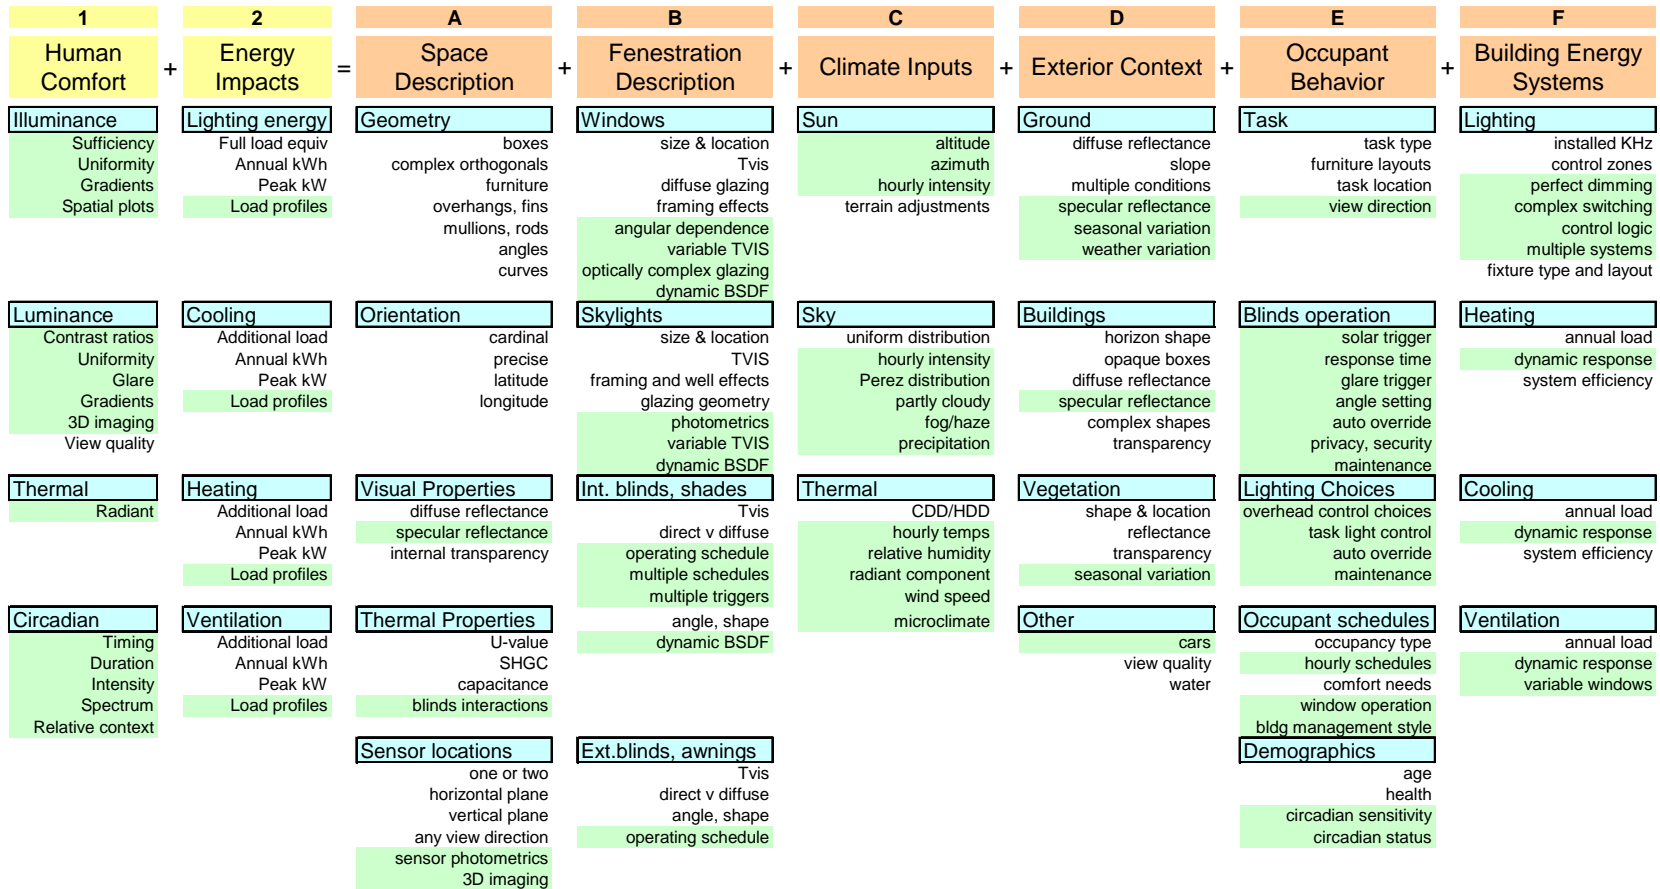 1
2
A
B
C
D
E
F
Human
Comfort
+
Energy
Impacts
=
Space
Description
+
Fenestration
Description
+
Climate Inputs
+
Exterior Context
+
Occupant
Behavior
+
Building Energy
Systems
Illuminance
Sufficiency
Uniformity
Gradients
Spatial plots
Luminance
Contrast ratios
Uniformity
Glare
Gradients
3D imaging
View quality
Thermal
Radiant
Circadian
Timing
Duration
Intensity
Spectrum
Relative context
Lighting energy
Full load equiv
Annual kWh
Peak kW
Load profiles
Cooling
Additional load
Annual kWh
Peak kW
Load profiles
Heating
Additional load
Annual kWh
Peak kW
Load profiles
Ventilation
Additional load
Annual kWh
Peak kW
Load profiles
Geometry
boxes
complex orthogonals
furniture
overhangs, fins
mullions, rods
angles
curves
Orientation
cardinal
precise
latitude
longitude
Visual Properties
diffuse reflectance
specular reflectance
internal transparency
Thermal Properties
U-value
SHGC
capacitance
blinds interactions
Sensor locations
one or two
horizontal plane
vertical plane
any view direction
sensor photometrics
3D imaging
Windows
size & location
Tvis
diffuse glazing
framing effects
angular dependence
variable TVIS
optically complex glazing
dynamic BSDF
Skylights
size & location
TVIS
framing and well effects
glazing geometry
photometrics
variable TVIS
dynamic BSDF
Int. blinds, shades
Tvis
direct v diffuse
operating schedule
multiple schedules
multiple triggers
angle, shape
dynamic BSDF
Ext.blinds, awnings
Tvis
direct v diffuse
angle, shape
operating schedule
Sun
altitude
azimuth
hourly intensity
terrain adjustments
Sky
uniform distribution
hourly intensity
Perez distribution
partly cloudy
fog/haze
precipitation
Thermal
CDD/HDD
hourly temps
relative humidity
radiant component
wind speed
microclimate
Ground
diffuse reflectance
slope
multiple conditions
specular reflectance
seasonal variation
weather variation
Buildings
horizon shape
opaque boxes
diffuse reflectance
specular reflectance
complex shapes
transparency
Vegetation
shape & location
reflectance
transparency
seasonal variation
Other
cars
view quality
water
Task
task type
furniture layouts
task location
view direction
Blinds operation
solar trigger
response time
glare trigger
angle setting
auto override
privacy, security
maintenance
Lighting Choices
overhead control choices
task light control
auto override
maintenance
Occupant schedules
occupancy type
hourly schedules
comfort needs
window operation
bldg management style
Demographics
age
health
circadian sensitivity
circadian status
Lighting
installed KHz
control zones
perfect dimming
complex switching
control logic
multiple systems
fixture type and layout
Heating
annual load
dynamic response
system efficiency
Cooling
annual load
dynamic response
system efficiency
Ventilation
annual load
dynamic response
variable windows